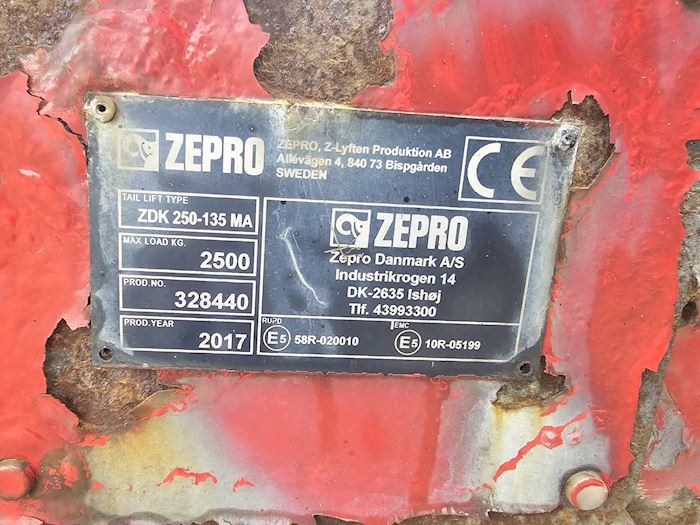 ZEPRO
ZEPRO, Z-Lyften Produktion AB
Allévägen 4, 840 73 Bispgården
SWEDEN
CE
TAIL LIFT TYPE
ZDK 250-135 MA
MAX LOAD KG.
2500
PROD.NO.
328440
PROD.YEAR
2017
ZEPRO
Zepro Danmark A/S
Industrikrogen 14
DK-2635 Ishøj
Tlf. 43993300
RUPD
E5 58R-020010
EMC
E5 10R-05199